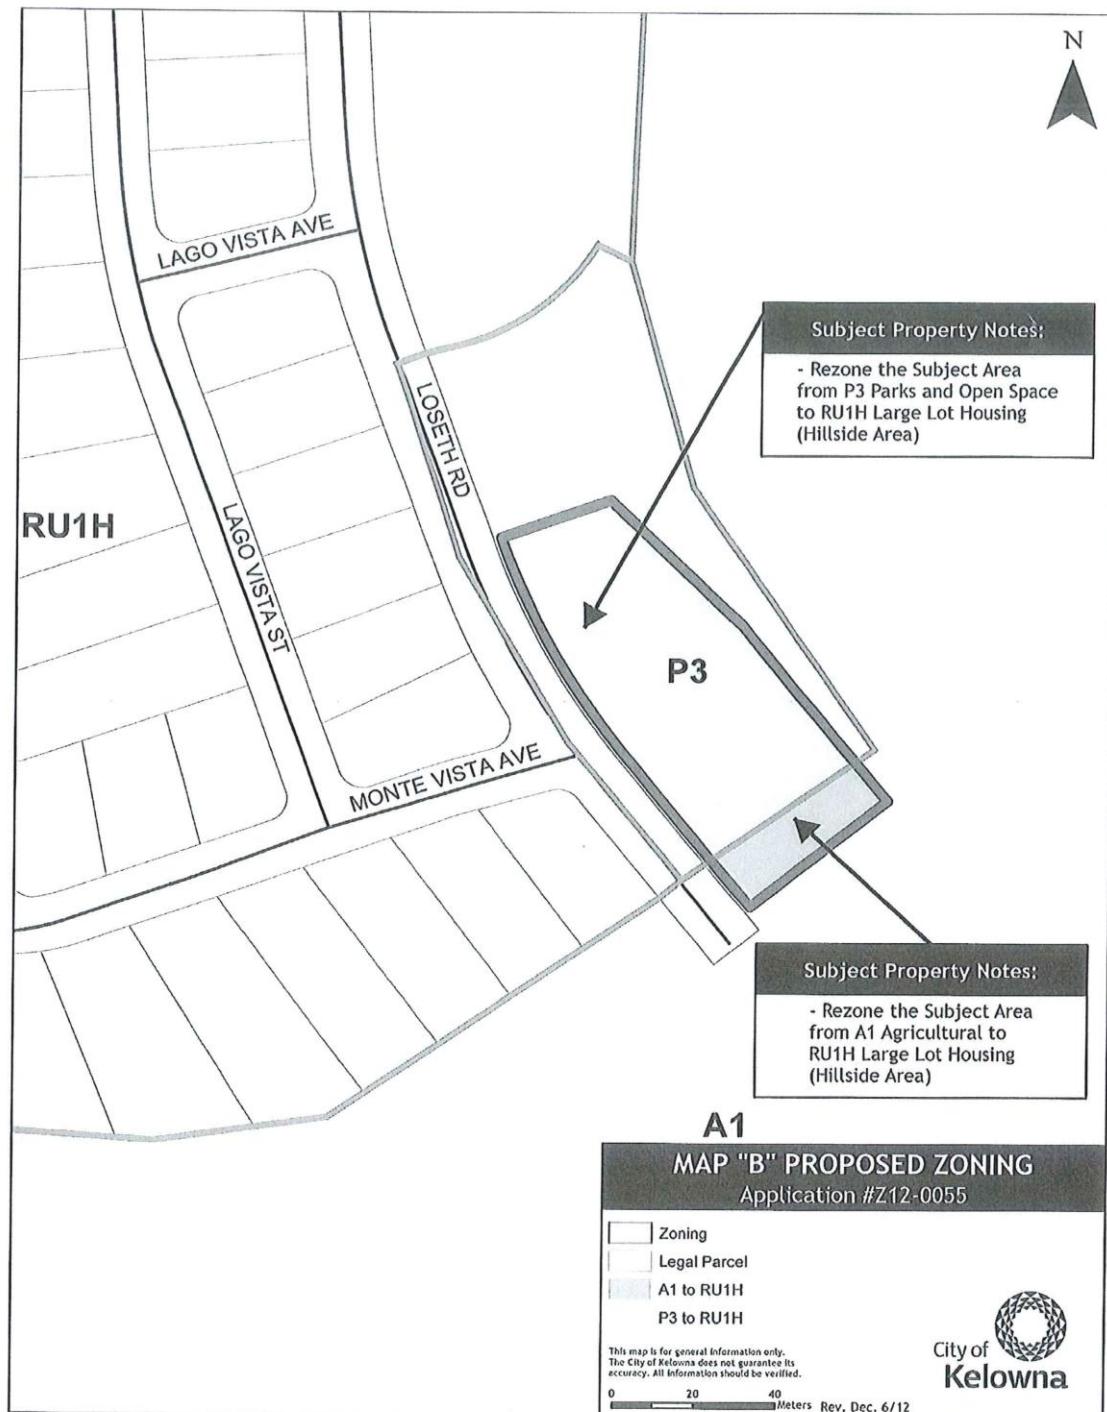 N
LAGO VISTA AVE
Subject Property Notes:
- Rezone the Subject Area
from P3 Parks and Open Space
to RU1H Large Lot Housing
(Hillside Area)
LOSETH RD
RU1H
LAGO VISTA ST
P3
MONTE VISTA AVE
Subject Property Notes:
- Rezone the Subject Area
from A1 Agricultural to
RU1H Large Lot Housing
(Hillside Area)
A1
MAP "B" PROPOSED ZONING
Application #Z12-0055
Zoning
Legal Parcel
A1 to RU1H
P3 to RU1H
This map is for general information only.
The City of Kelowna does not guarantee its
accuracy. All information should be verified.
City of
Kelowna
0 20 40
Meters Rev. Dec. 6/12